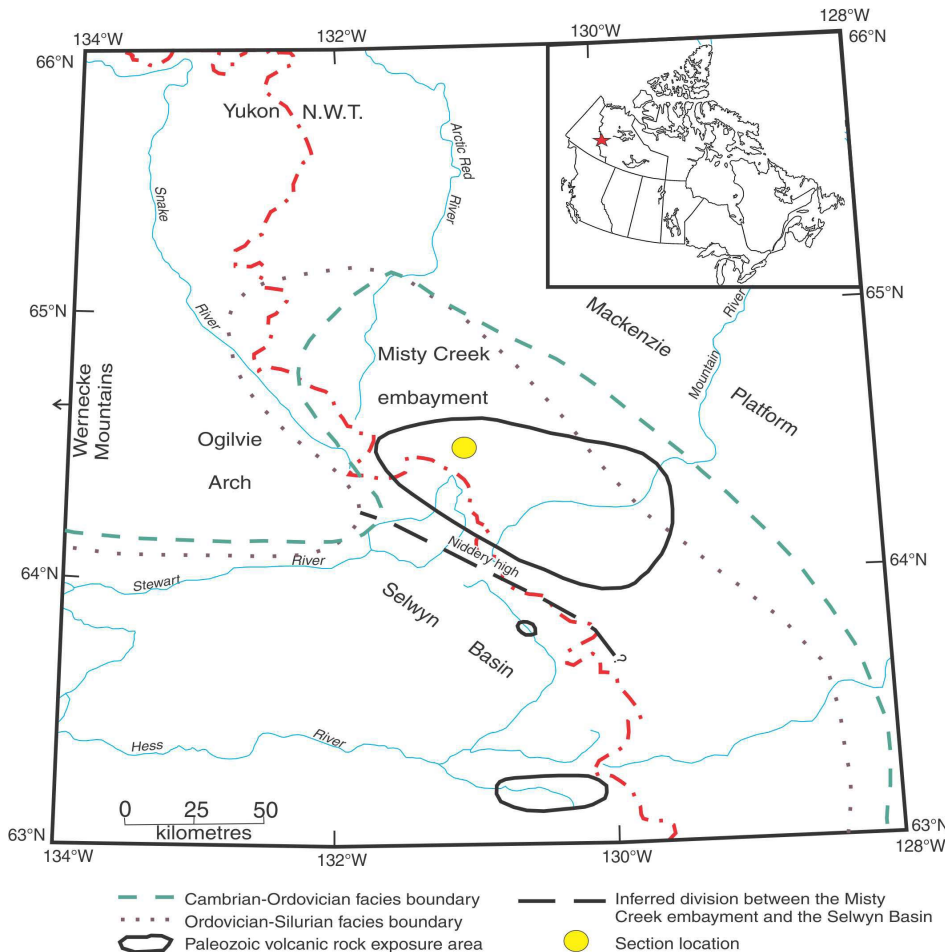 134°W
132°W
130°W
128°W
66°N
66°N
Yukon
N.W.T.
Arctic Red
River
Snake
River
65°N
65°N
Mackenzie
River
Mountain
Platform
Misty Creek
embayment
Wernecke
Mountains
Ogilvie
Arch
Niddery high
64°N
64°N
River
Stewart
Selwyn
Basin
?
Hess
River
0 25 50
kilometres
63°N
63°N
134°W
132°W
130°W
128°W
Cambrian-Ordovician facies boundary
Ordovician-Silurian facies boundary
Paleozoic volcanic rock exposure area
Inferred division between the Misty
Creek embayment and the Selwyn Basin
Section location